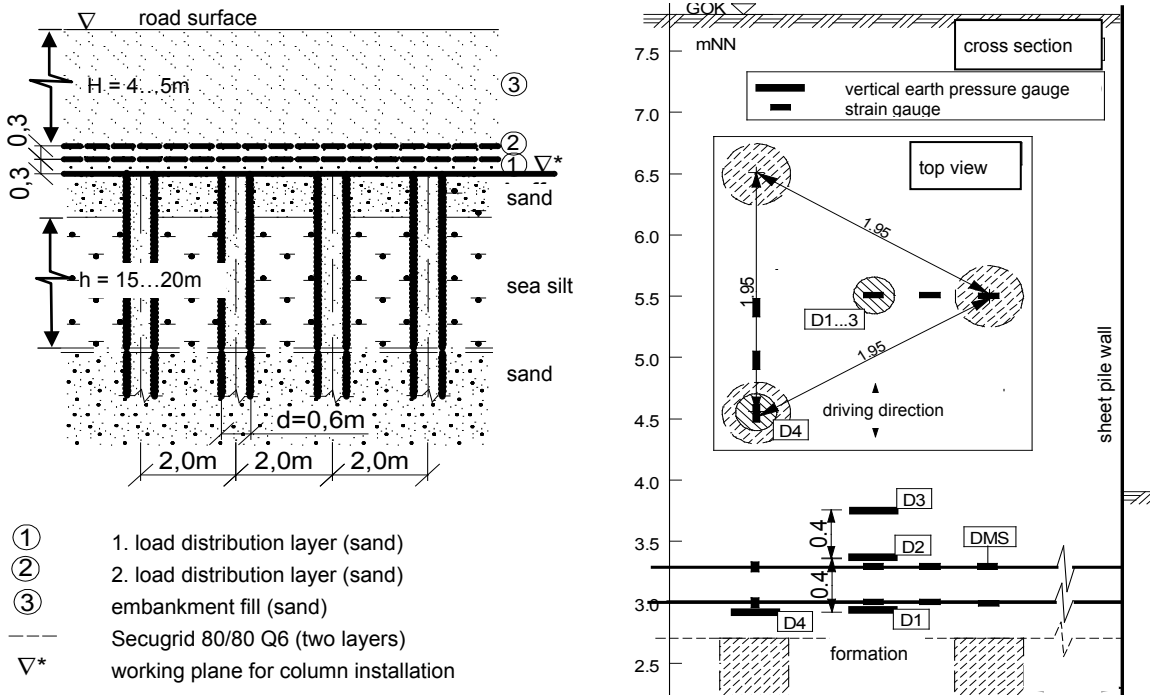 ∇ road surface
H = 4...5m
③
0,3
②
①
∇*
0,3
sand
h = 15...20m
sea silt
sand
d=0,6m
2,0m 2,0m 2,0m
① 1. load distribution layer (sand)
② 2. load distribution layer (sand)
③ embankment fill (sand)
Secugrid 80/80 Q6 (two layers)
∇* working plane for column installation
GOK
mNN
cross section
7.5
vertical earth pressure gauge
strain gauge
7.0
top view
6.5
1.95
6.0
1.95
5.5
D1...3
1.95
5.0
driving direction
4.5
D4
sheet pile wall
4.0
D3
0.4
3.5
D2
DMS
0.4
3.0
D4
D1
formation
2.5